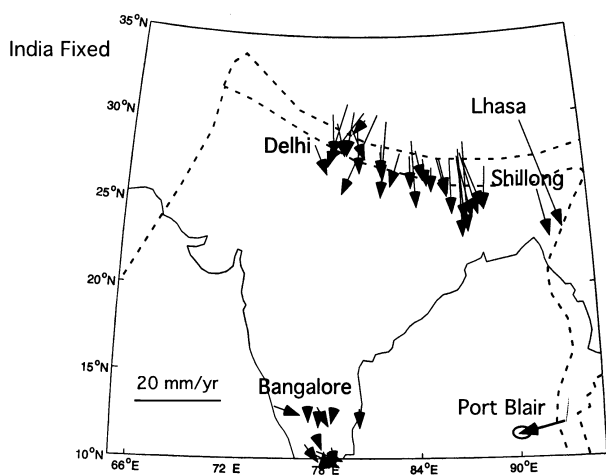 35°N
India Fixed
30°N
Lhasa
Delhi
Shillong
25°N
20°N
15°N
Bangalore
20 mm/yr
Port Blair
10°N
66°E 72 E 78°E 84°E 90°E